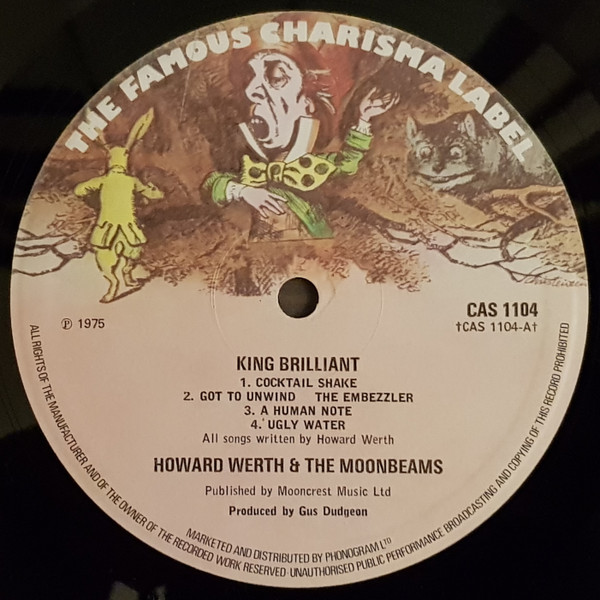 THE FAMOUS CHARISMA LABEL
℗ 1975
CAS 1104
†CAS 1104-A†
KING BRILLIANT
1. COCKTAIL SHAKE
2. GOT TO UNWIND THE EMBEZZLER
3. A HUMAN NOTE
4. UGLY WATER
All songs written by Howard Werth
HOWARD WERTH & THE MOONBEAMS
Published by Mooncrest Music Ltd
Produced by Gus Dudgeon
MARKETED AND DISTRIBUTED BY PHONOGRAM LTD
ALL RIGHTS OF THE MANUFACTURER AND OF THE OWNER OF THE RECORDED WORK RESERVED·UNAUTHORISED PUBLIC PERFORMANCE BROADCASTING AND COPYING OF THIS RECORD PROHIBITED